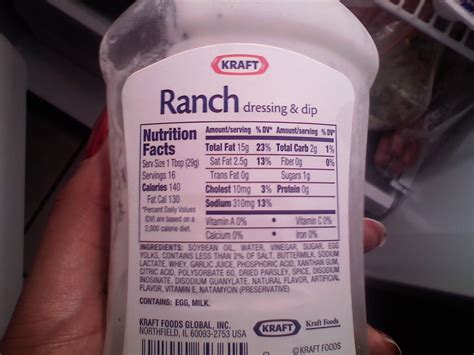 KRAFT
Ranch dressing & dip
Nutrition Facts
Serv Size 1 Tbsp (29g)
Servings 16
Calories 140
Fat Cal 130
*Percent Daily Values (DV) are based on a 2,000 calorie diet.
Amount/serving % DV* Amount/serving % DV*
Total Fat 15g 23% Total Carb 2g 1%
Sat Fat 2.5g 13% Fiber 0g 0%
Trans Fat 0g Sugars 1g
Cholest 10mg 3% Protein 0g
Sodium 310mg 13%
Vitamin A 0% • Vitamin C 0%
Calcium 0% • Iron 0%
INGREDIENTS: SOYBEAN OIL, WATER, VINEGAR, SUGAR, EGG
YOLKS, CONTAINS LESS THAN 2% OF SALT, BUTTERMILK, SODIUM
LACTATE, WHEY, GARLIC JUICE, PHOSPHORIC ACID, XANTHAN GUM,
CITRIC ACID, POLYSORBATE 60, DRIED PARSLEY, SPICE, DISODIUM
INOSINATE, DISODIUM GUANYLATE, NATURAL FLAVOR, ARTIFICIAL
FLAVOR, VITAMIN E, NATAMYCIN (PRESERVATIVE)
CONTAINS: EGG, MILK.
KRAFT FOODS GLOBAL, INC.
NORTHFIELD, IL 60093-2753 USA
KRAFT Kraft Foods
© KRAFT FOODS